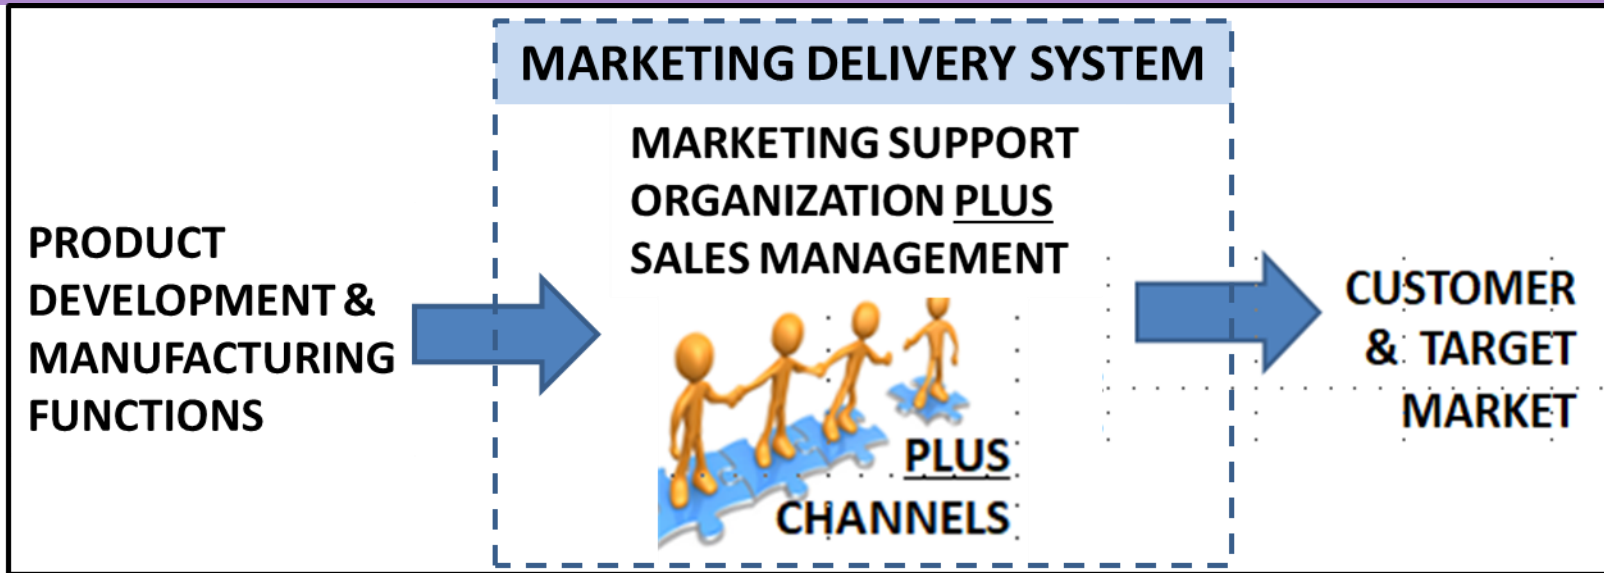 MARKETING DELIVERY SYSTEM
MARKETING SUPPORT
ORGANIZATION PLUS
SALES MANAGEMENT
PLUS
CHANNELS
PRODUCT
DEVELOPMENT &
MANUFACTURING
FUNCTIONS
CUSTOMER
& TARGET
MARKET